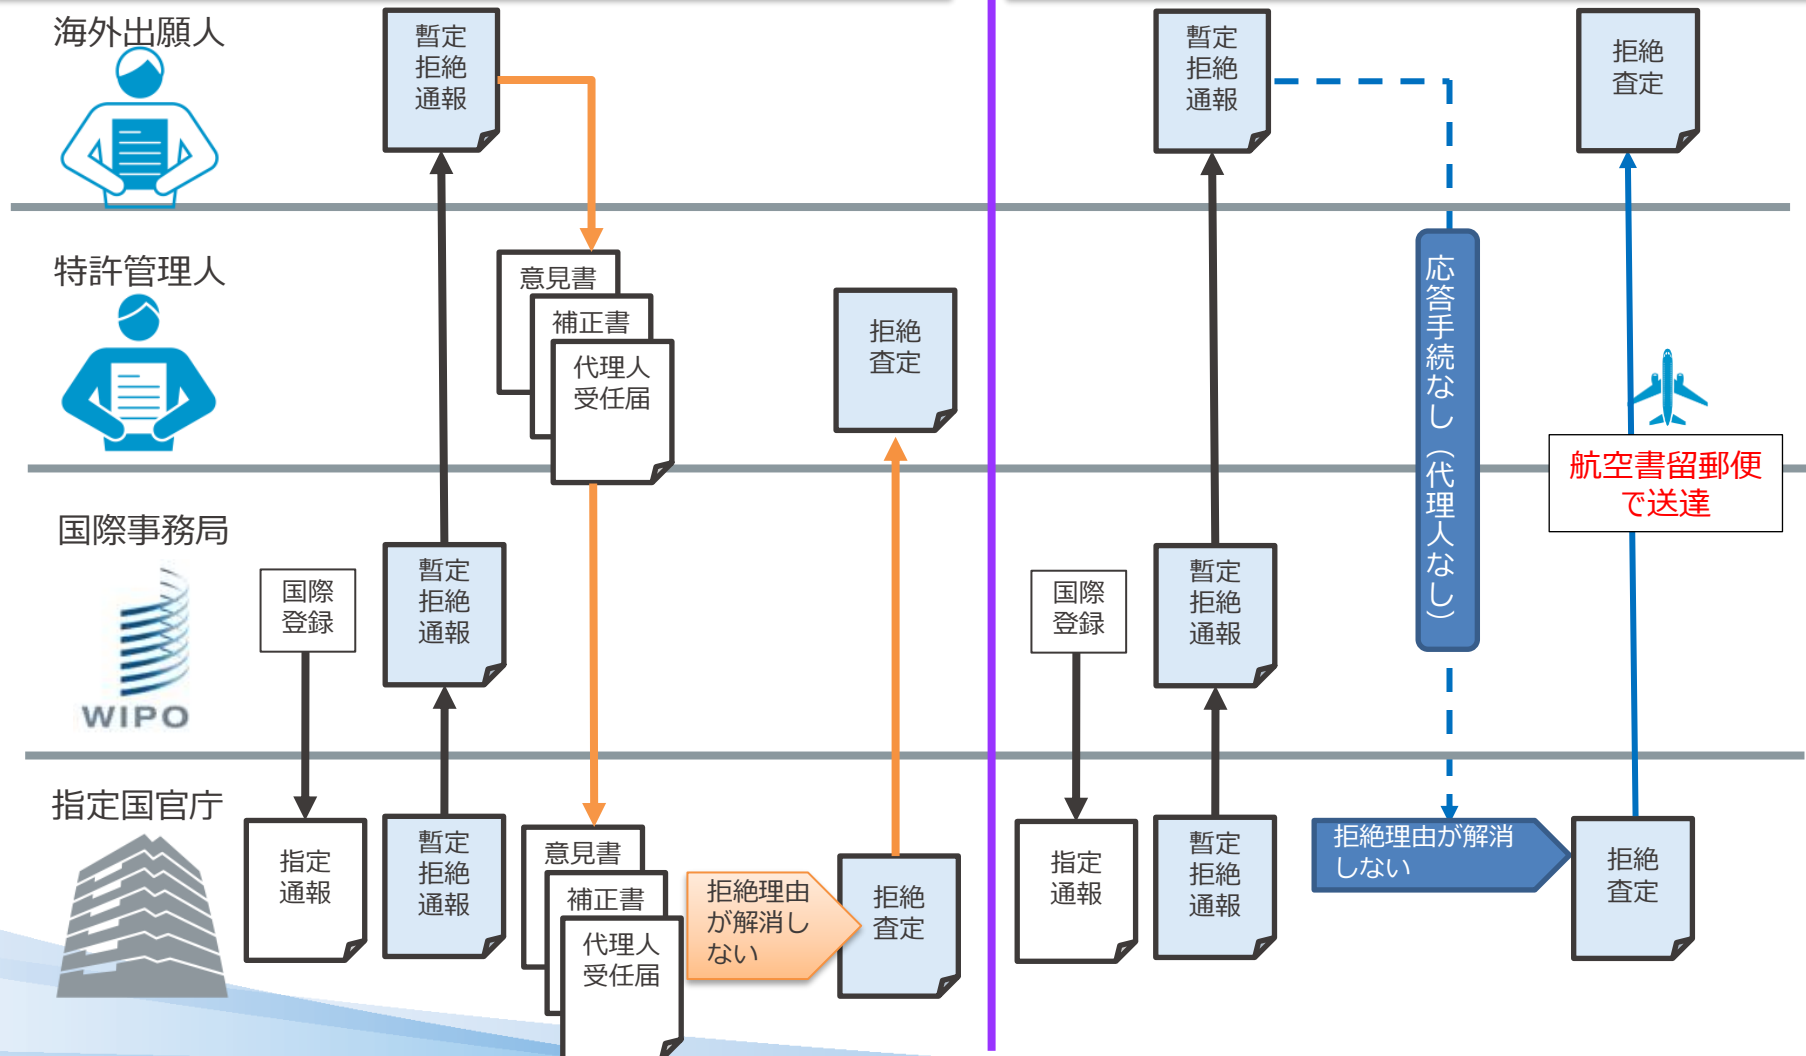 海外出願人
暫定
拒絶
通報
暫定
拒絶
通報
拒絶
査定
特許管理人
意見書
補正書
代理人
受任届
拒絶
査定
応答手続なし（代理人なし）
航空書留郵便
で送達
国際事務局
WIPO
国際
登録
暫定
拒絶
通報
国際
登録
暫定
拒絶
通報
指定国官庁
指定
通報
暫定
拒絶
通報
意見書
補正書
代理人
受任届
拒絶理由
が解消し
ない
拒絶
査定
指定
通報
暫定
拒絶
通報
拒絶理由が解消
しない
拒絶
査定